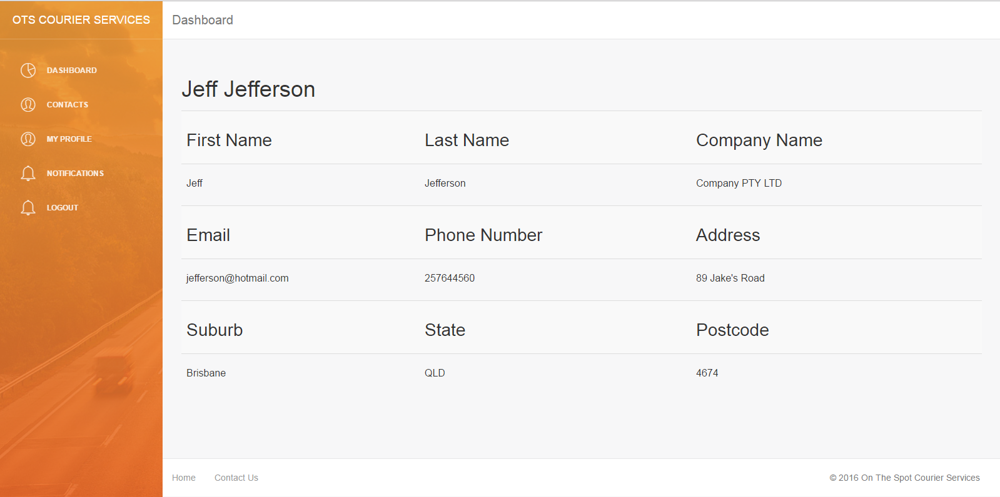 OTS COURIER SERVICES
Dashboard
DASHBOARD
CONTACTS
MY PROFILE
NOTIFICATIONS
LOGOUT
Jeff Jefferson
First Name Last Name Company Name
Jeff Jefferson Company PTY LTD
Email Phone Number Address
jefferson@hotmail.com 257644560 89 Jake's Road
Suburb State Postcode
Brisbane QLD 4674
Home Contact Us © 2016 On The Spot Courier Services